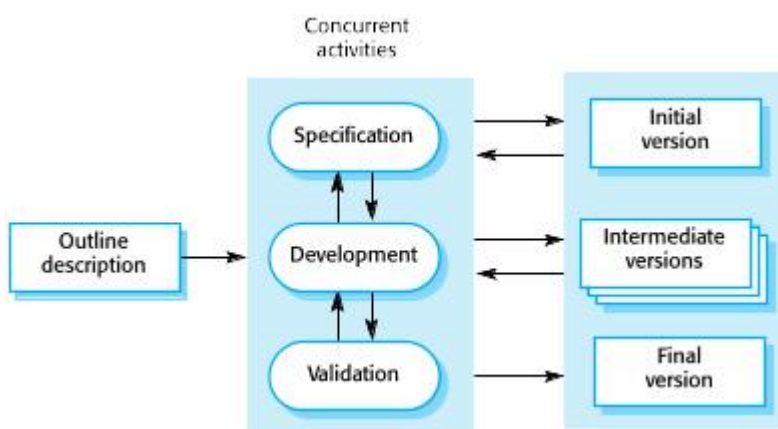 Concurrent
activities
Specification
Initial
version
Outline
description
Development
Intermediate
versions
Validation
Final
version